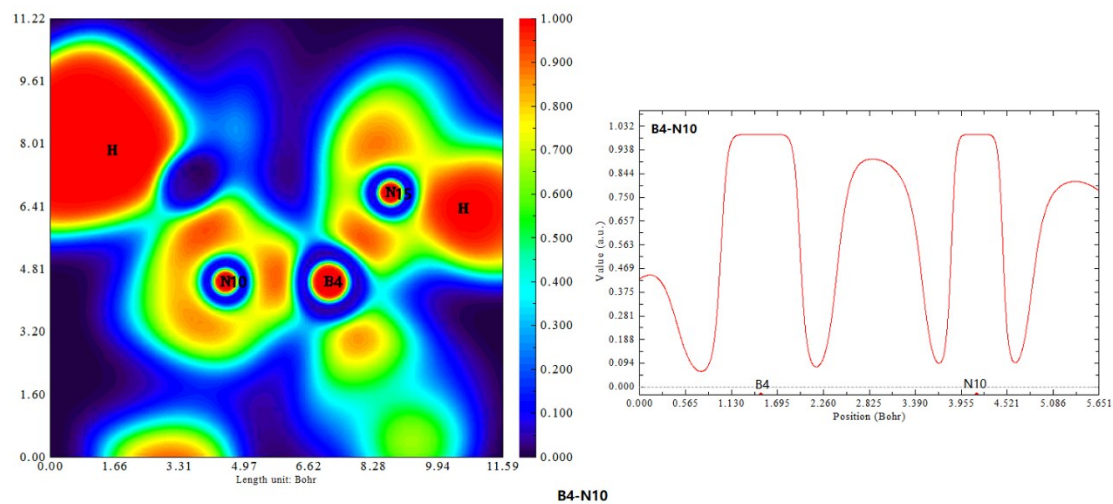 11.22
9.61
8.01
6.41
4.81
3.20
1.60
0.00
0.00 1.66 3.31 4.97 6.62 8.28 9.94 11.59
Length unit: Bohr
H
N15
H
N10
B4
1.000
0.900
0.800
0.700
0.600
0.500
0.400
0.300
0.200
0.100
0.000
B4-N10
1.032
0.938
0.844
0.750
0.657
0.563
0.469
0.375
0.281
0.188
0.094
0.000
Value (a.u.)
B4 N10
0.000 0.565 1.130 1.695 2.260 2.825 3.390 3.955 4.521 5.086 5.651
Position (Bohr)
B4-N10